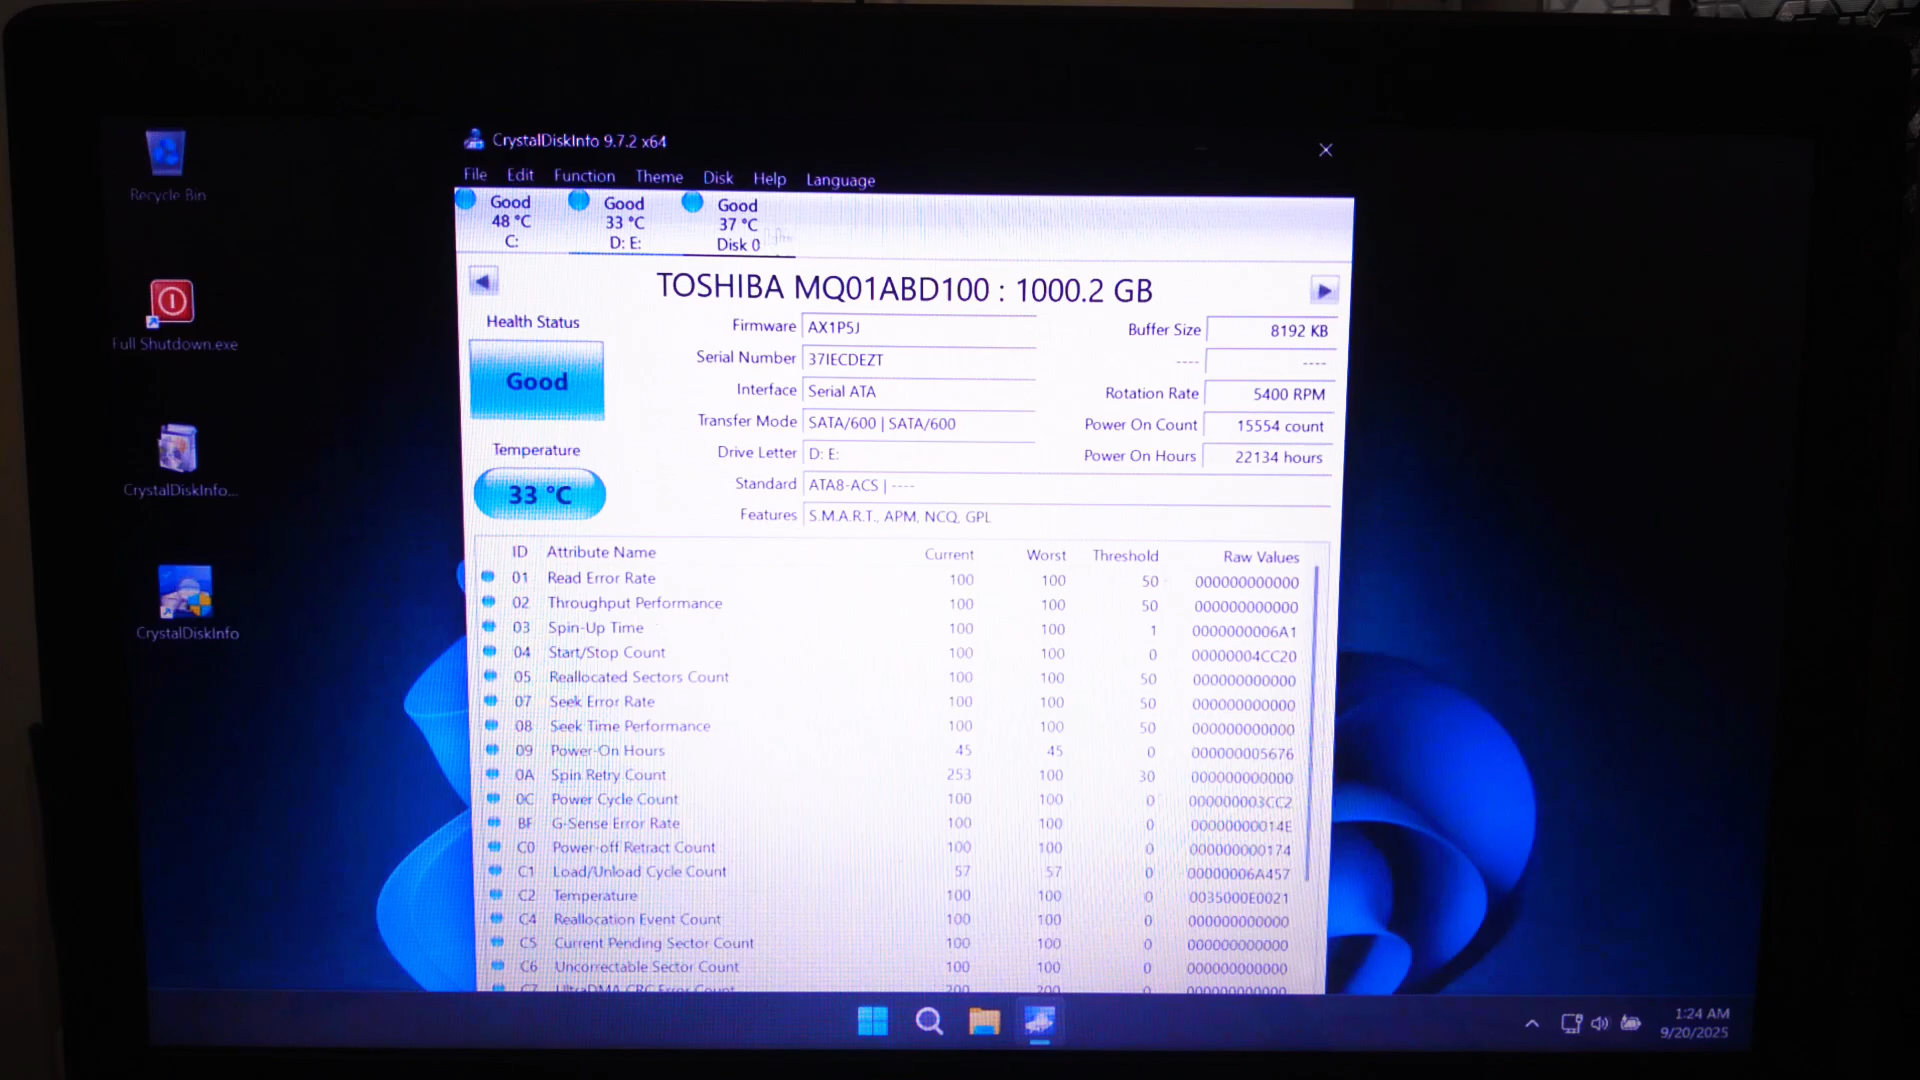 Recycle Bin
Full Shutdown.exe
CrystalDiskInfo...
CrystalDiskInfo
CrystalDiskInfo 9.7.2 x64
File Edit Function Theme Disk Help Language
Good Good Good
48 °C 33 °C 37 °C
C: D: E: Disk 0
TOSHIBA MQ01ABD100 : 1000.2 GB
Health Status
Good
Temperature
33 °C
Firmware AX1P5J Buffer Size 8192 KB
Serial Number 37IECDEZT ---- ----
Interface Serial ATA Rotation Rate 5400 RPM
Transfer Mode SATA/600 | SATA/600 Power On Count 15554 count
Drive Letter D: E: Power On Hours 22134 hours
Standard ATA8-ACS | ----
Features S.M.A.R.T., APM, NCQ, GPL
ID Attribute Name Current Worst Threshold Raw Values
01 Read Error Rate 100 100 50 000000000000
02 Throughput Performance 100 100 50 000000000000
03 Spin-Up Time 100 100 1 0000000006A1
04 Start/Stop Count 100 100 0 00000004CC20
05 Reallocated Sectors Count 100 100 50 000000000000
07 Seek Error Rate 100 100 50 000000000000
08 Seek Time Performance 100 100 50 000000000000
09 Power-On Hours 45 45 0 000000005676
0A Spin Retry Count 253 100 30 000000000000
0C Power Cycle Count 100 100 0 000000003CC2
BF G-Sense Error Rate 100 100 0 00000000014E
C0 Power-off Retract Count 100 100 0 000000000174
C1 Load/Unload Cycle Count 57 57 0 00000006A457
C2 Temperature 100 100 0 0035000E0021
C4 Reallocation Event Count 100 100 0 000000000000
C5 Current Pending Sector Count 100 100 0 000000000000
C6 Uncorrectable Sector Count 100 100 0 000000000000
C7 UltraDMA CRC Error Count 200 200 0 000000000000
1:24 AM
9/20/2025